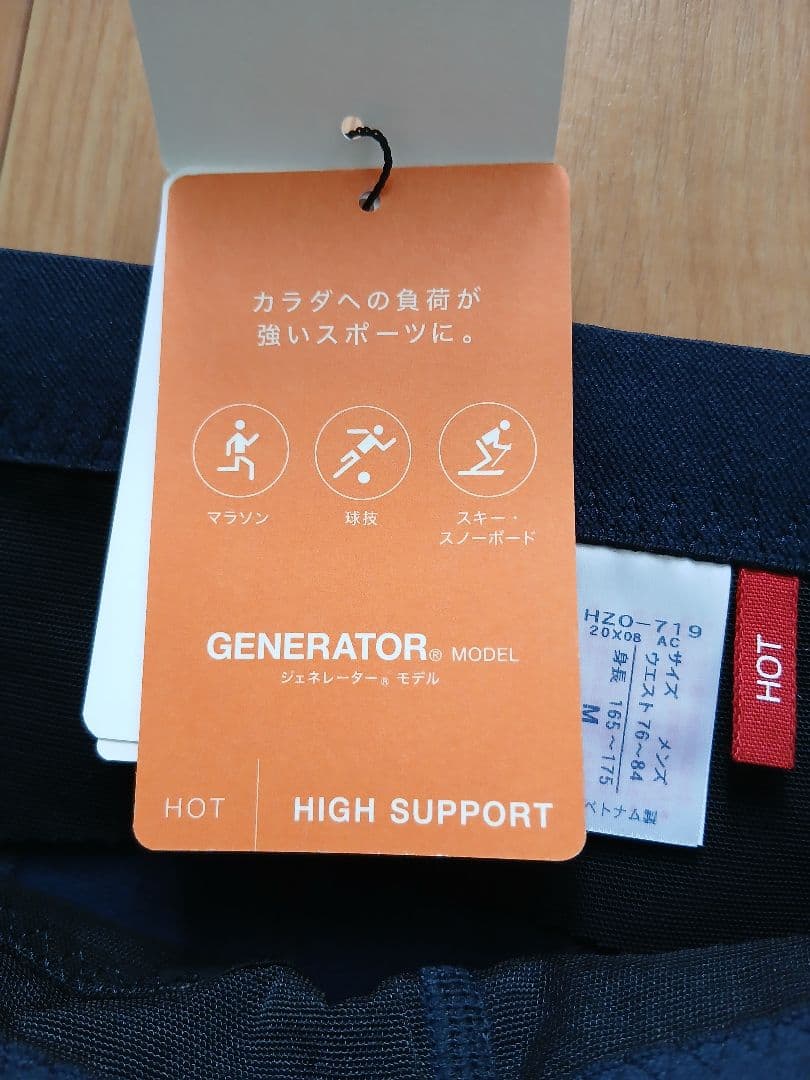 カラダへの負荷が
強いスポーツに。
マラソン
球技
スキー・
スノーボード
GENERATOR® MODEL
ジェネレーター® モデル
HOT
HIGH SUPPORT
HZO-719
20X08 AC
サイズ メンズ
ウエスト 76~84
身長 165~175
M
ベトナム製
HOT